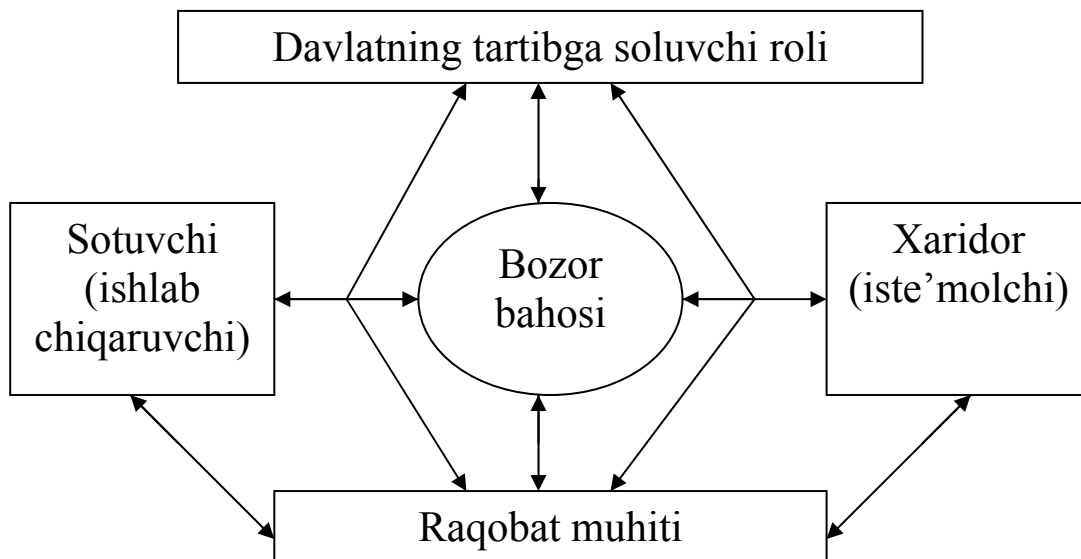 Davlatning tartibga soluvchi roli
Sotuvchi
(ishlab
chiqaruvchi)
Bozor
bahosi
Xaridor
(iste’molchi)
Raqobat muhiti